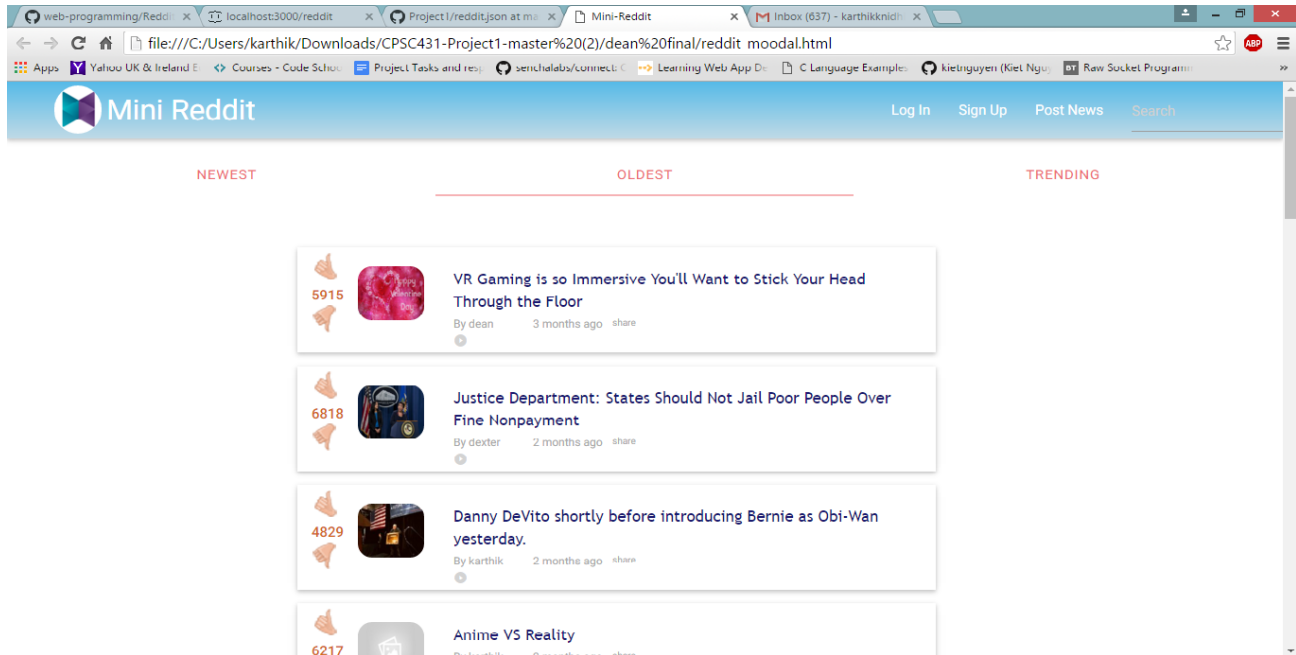 web-programming/Reddit
localhost:3000/reddit
Project1/reddit.json at ma
Mini-Reddit
Inbox (637) - karthikknidh
file:///C:/Users/karthik/Downloads/CPSC431-Project1-master%20(2)/dean%20final/reddit moodal.html
ABP
Apps
Yahoo UK & Ireland
Courses - Code Schoo
Project Tasks and resp
senchalabs/connect:
Learning Web App De
C Language Examples
kietnguyen (Kiet Nguy
BT
Raw Socket Programm
Mini Reddit
Log In
Sign Up
Post News
Search
NEWEST
OLDEST
TRENDING
5915
Happy
Valentine
Day
VR Gaming is so Immersive You'll Want to Stick Your Head
Through the Floor
By dean 3 months ago share
6818
Justice Department: States Should Not Jail Poor People Over
Fine Nonpayment
By dexter 2 months ago share
4829
Danny DeVito shortly before introducing Bernie as Obi-Wan
yesterday.
By karthik 2 months ago share
6217
Anime VS Reality